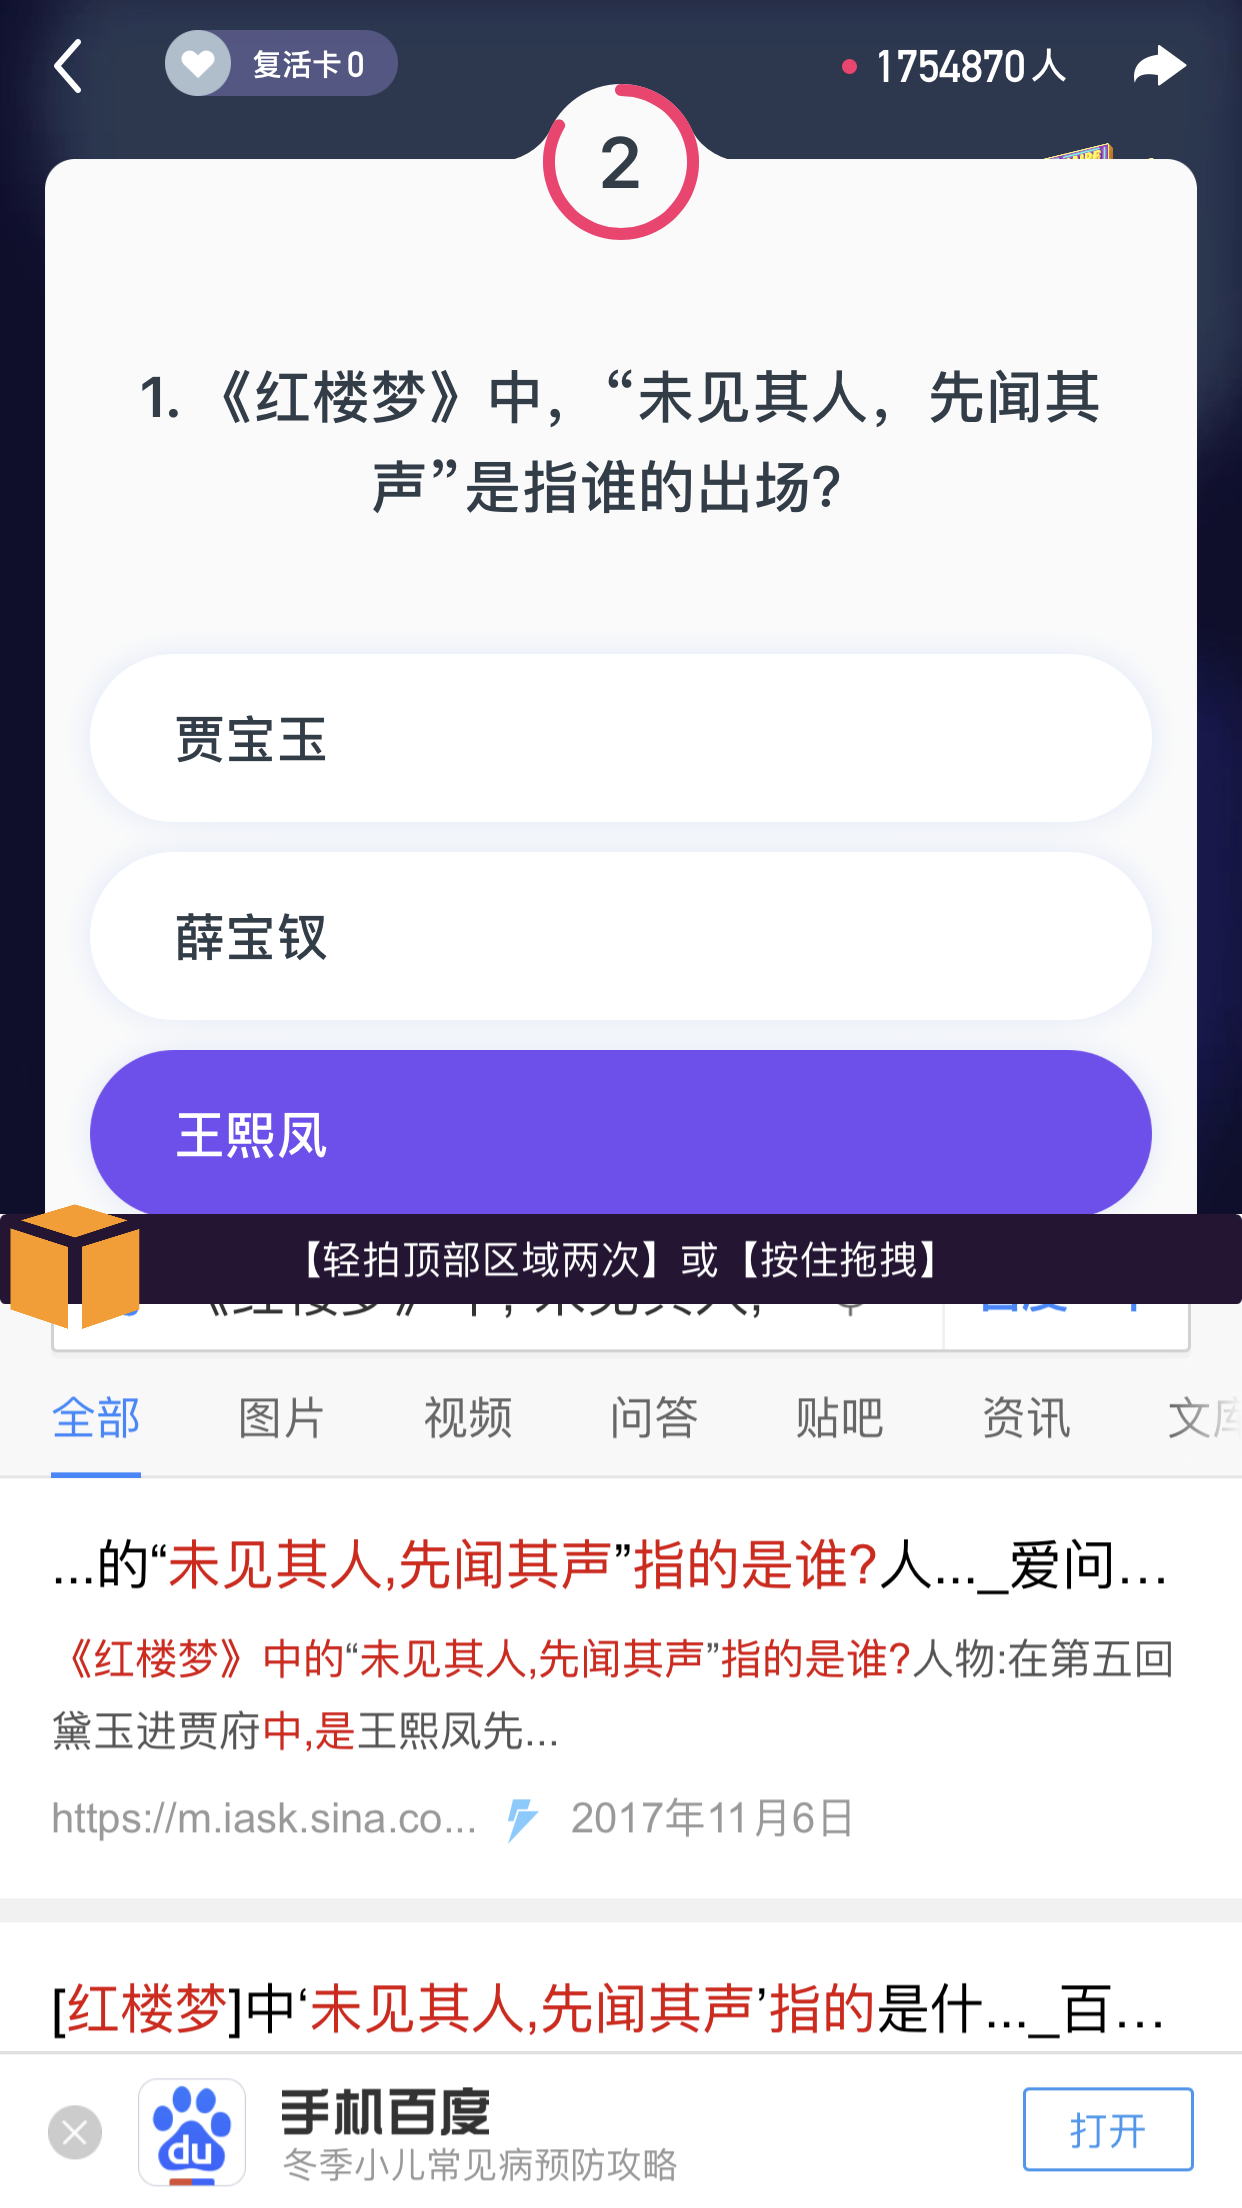 复活卡 0
1754870人
2
1. 《红楼梦》中，“未见其人，先闻其
声”是指谁的出场?
贾宝玉
薛宝钗
王熙凤
【轻拍顶部区域两次】或【按住拖拽】
全部 图片 视频 问答 贴吧 资讯 文库
...的“未见其人,先闻其声”指的是谁?人..._爱问...
《红楼梦》中的“未见其人,先闻其声”指的是谁?人物:在第五回
黛玉进贾府中,是王熙凤先...
https://m.iask.sina.co... 2017年11月6日
[红楼梦]中‘未见其人,先闻其声’指的是什..._百...
du
手机百度
冬季小儿常见病预防攻略
打开